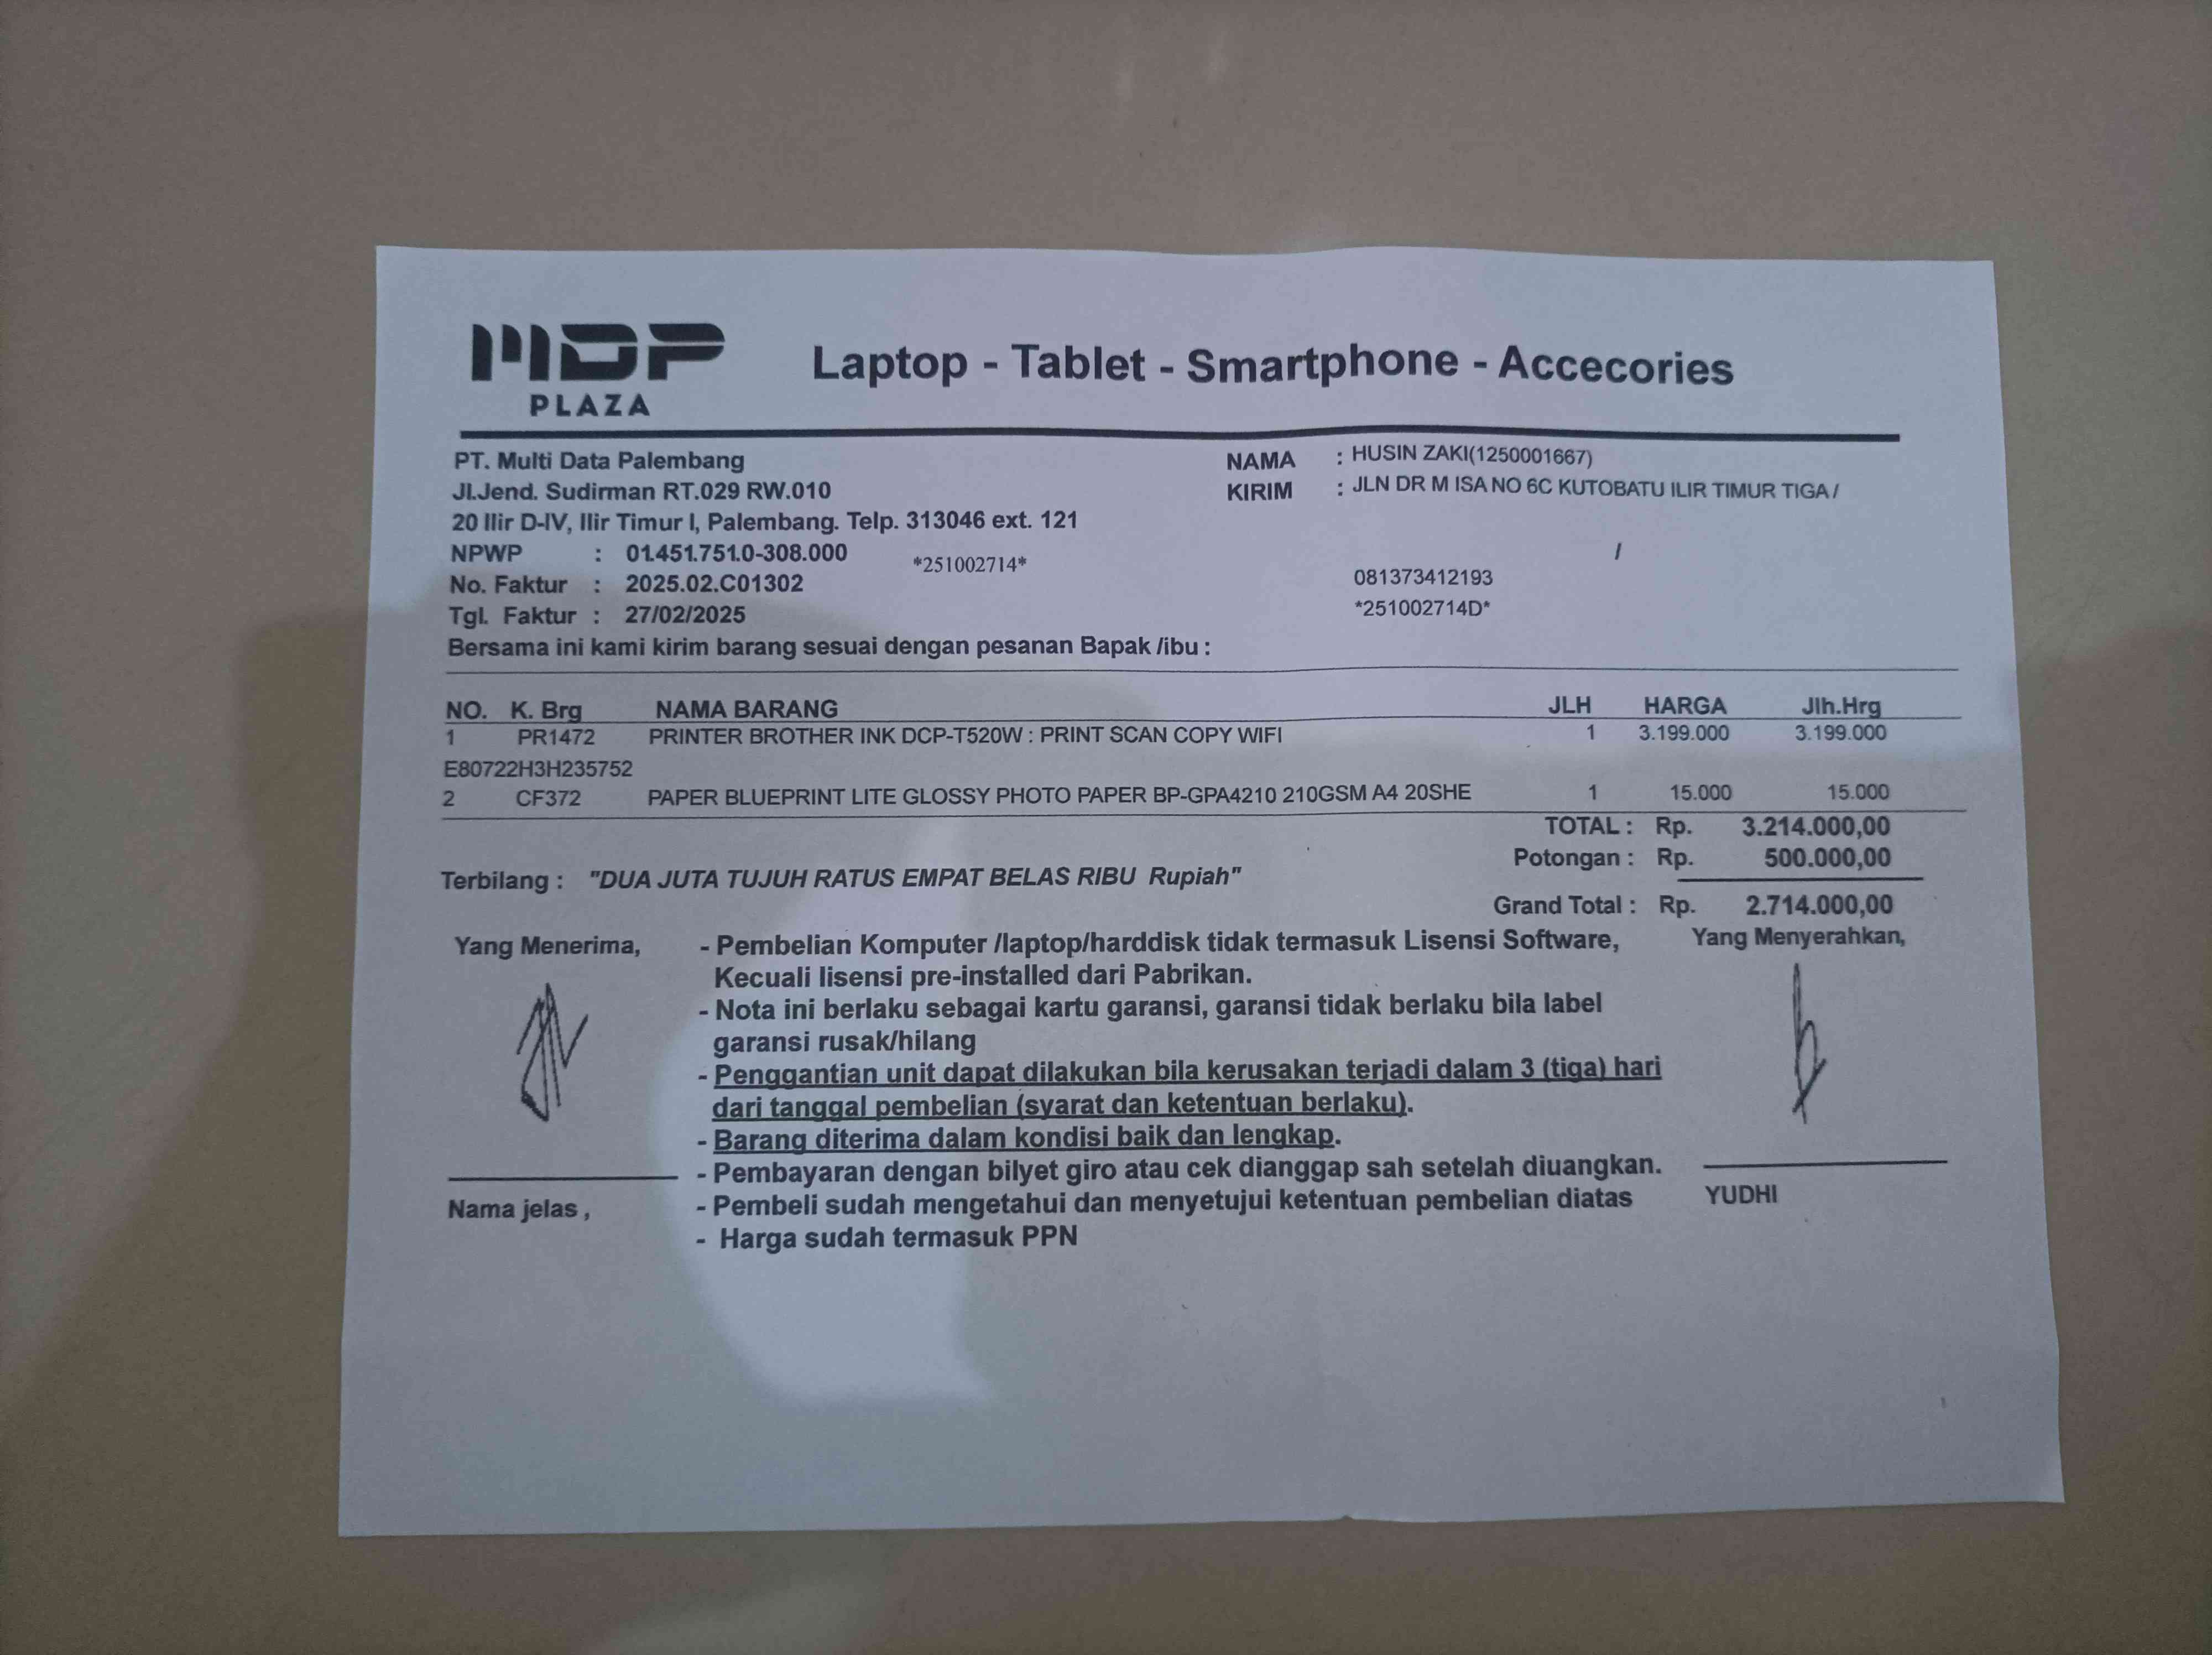 MDP
PLAZA
Laptop - Tablet - Smartphone - Accecories
PT. Multi Data Palembang
Jl.Jend. Sudirman RT.029 RW.010
20 Ilir D-IV, Ilir Timur I, Palembang. Telp. 313046 ext. 121
NPWP : 01.451.751.0-308.000 *251002714*
No. Faktur : 2025.02.C01302
Tgl. Faktur : 27/02/2025
NAMA : HUSIN ZAKI(1250001667)
KIRIM : JLN DR M ISA NO 6C KUTOBATU ILIR TIMUR TIGA /
/
081373412193
*251002714D*
Bersama ini kami kirim barang sesuai dengan pesanan Bapak /ibu :
NO. K. Brg NAMA BARANG JLH HARGA Jlh.Hrg
1 PR1472 PRINTER BROTHER INK DCP-T520W : PRINT SCAN COPY WIFI 1 3.199.000 3.199.000
E80722H3H235752
2 CF372 PAPER BLUEPRINT LITE GLOSSY PHOTO PAPER BP-GPA4210 210GSM A4 20SHE 1 15.000 15.000
TOTAL : Rp. 3.214.000,00
Potongan : Rp. 500.000,00
Terbilang : "DUA JUTA TUJUH RATUS EMPAT BELAS RIBU Rupiah"
Grand Total : Rp. 2.714.000,00
Yang Menerima,
- Pembelian Komputer /laptop/harddisk tidak termasuk Lisensi Software,
Kecuali lisensi pre-installed dari Pabrikan.
- Nota ini berlaku sebagai kartu garansi, garansi tidak berlaku bila label
garansi rusak/hilang
- Penggantian unit dapat dilakukan bila kerusakan terjadi dalam 3 (tiga) hari
dari tanggal pembelian (syarat dan ketentuan berlaku).
- Barang diterima dalam kondisi baik dan lengkap.
- Pembayaran dengan bilyet giro atau cek dianggap sah setelah diuangkan.
- Pembeli sudah mengetahui dan menyetujui ketentuan pembelian diatas
- Harga sudah termasuk PPN
Nama jelas ,
Yang Menyerahkan,
YUDHI